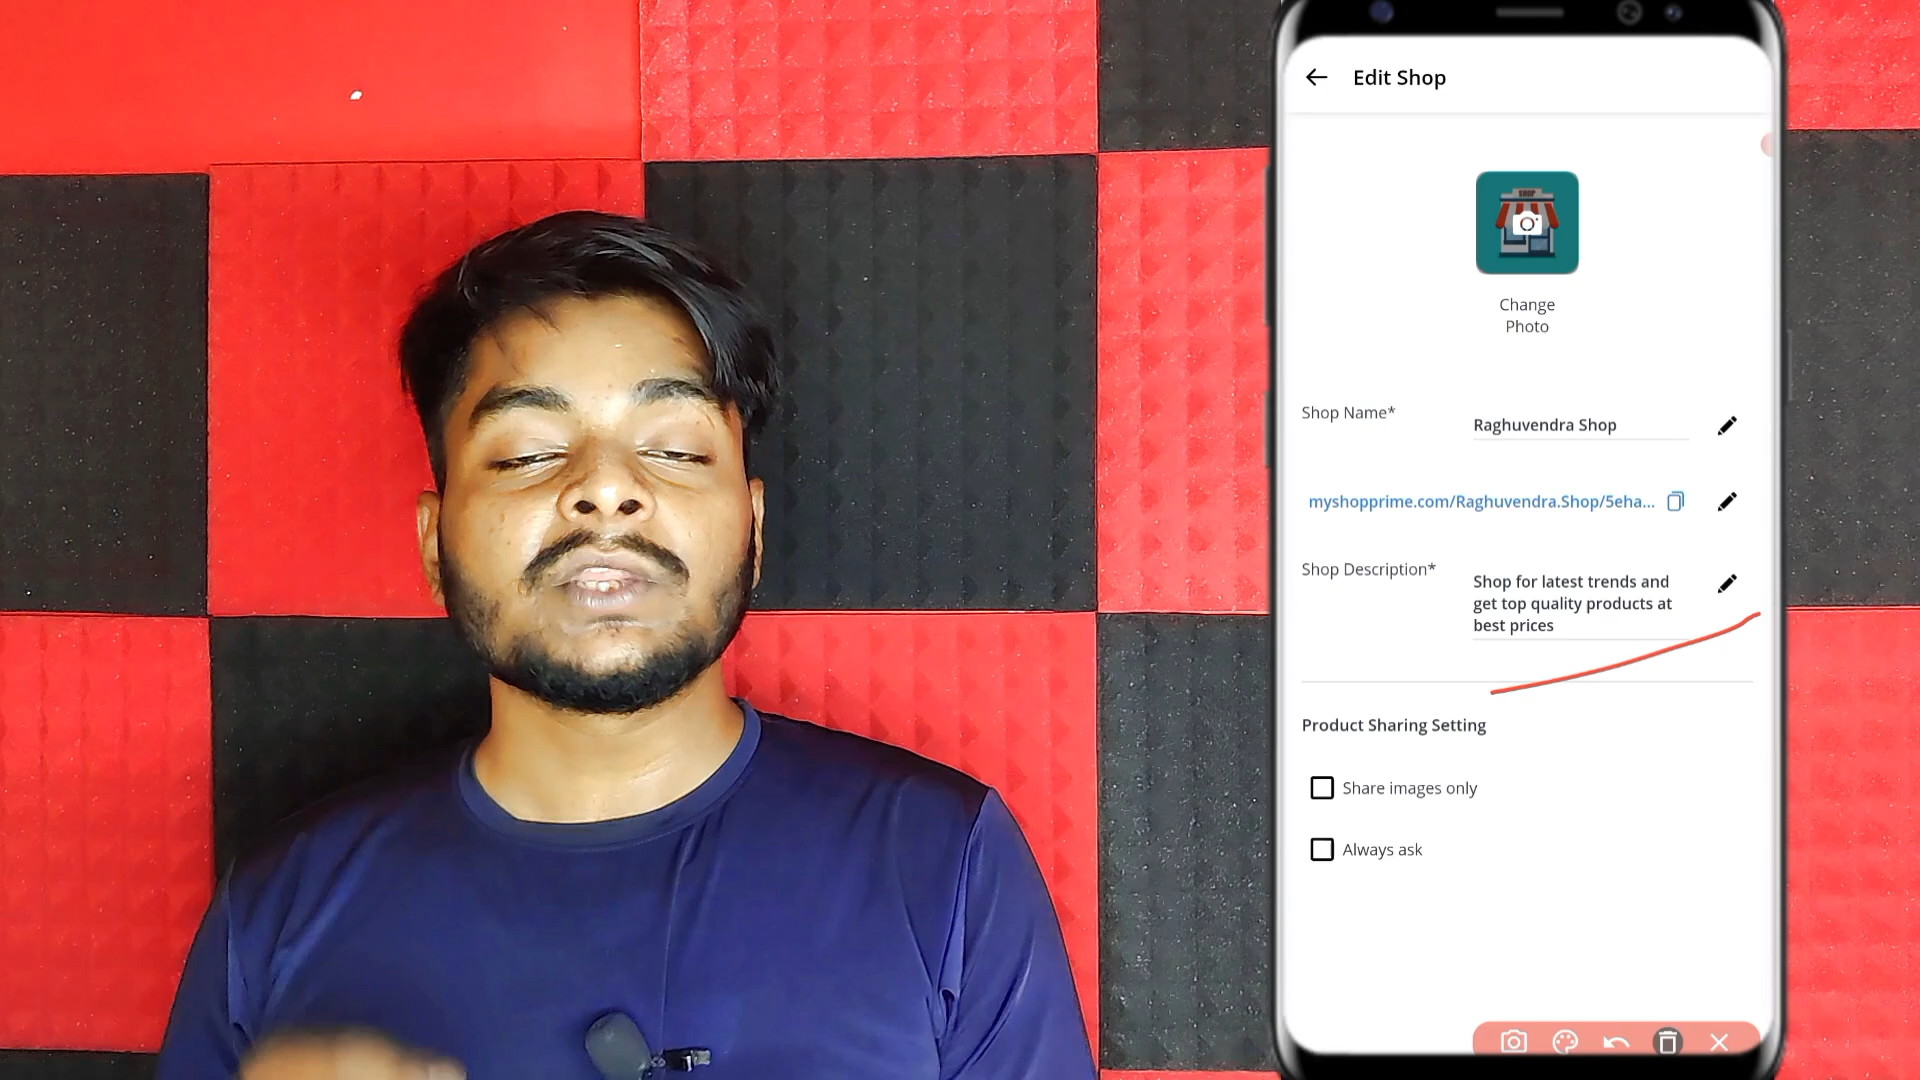 Edit Shop
SHOP
Change
Photo
Shop Name*
Raghuvendra Shop
myshopprime.com/Raghuvendra.Shop/5eha...
Shop Description*
Shop for latest trends and
get top quality products at
best prices
Product Sharing Setting
Share images only
Always ask